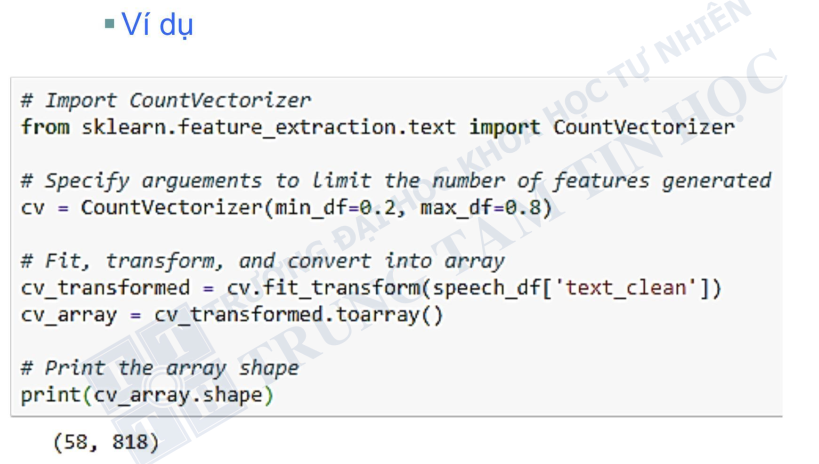 ▪ Ví dụ
# Import CountVectorizer
from sklearn.feature_extraction.text import CountVectorizer
# Specify arguements to limit the number of features generated
cv = CountVectorizer(min_df=0.2, max_df=0.8)
# Fit, transform, and convert into array
cv_transformed = cv.fit_transform(speech_df['text_clean'])
cv_array = cv_transformed.toarray()
# Print the array shape
print(cv_array.shape)
(58, 818)
TRƯỜNG ĐẠI HỌC KHOA HỌC TỰ NHIÊN
TRUNG TÂM TIN HỌC